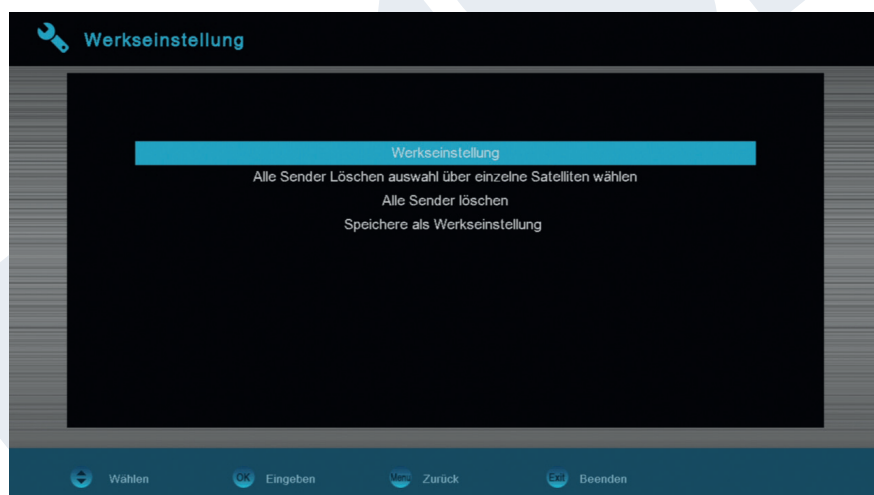 Werkseinstellung
Werkseinstellung
Alle Sender Löschen auswahl über einzelne Satelliten wählen
Alle Sender löschen
Speichere als Werkseinstellung
Wählen OK Eingeben Menu Zurück Exit Beenden